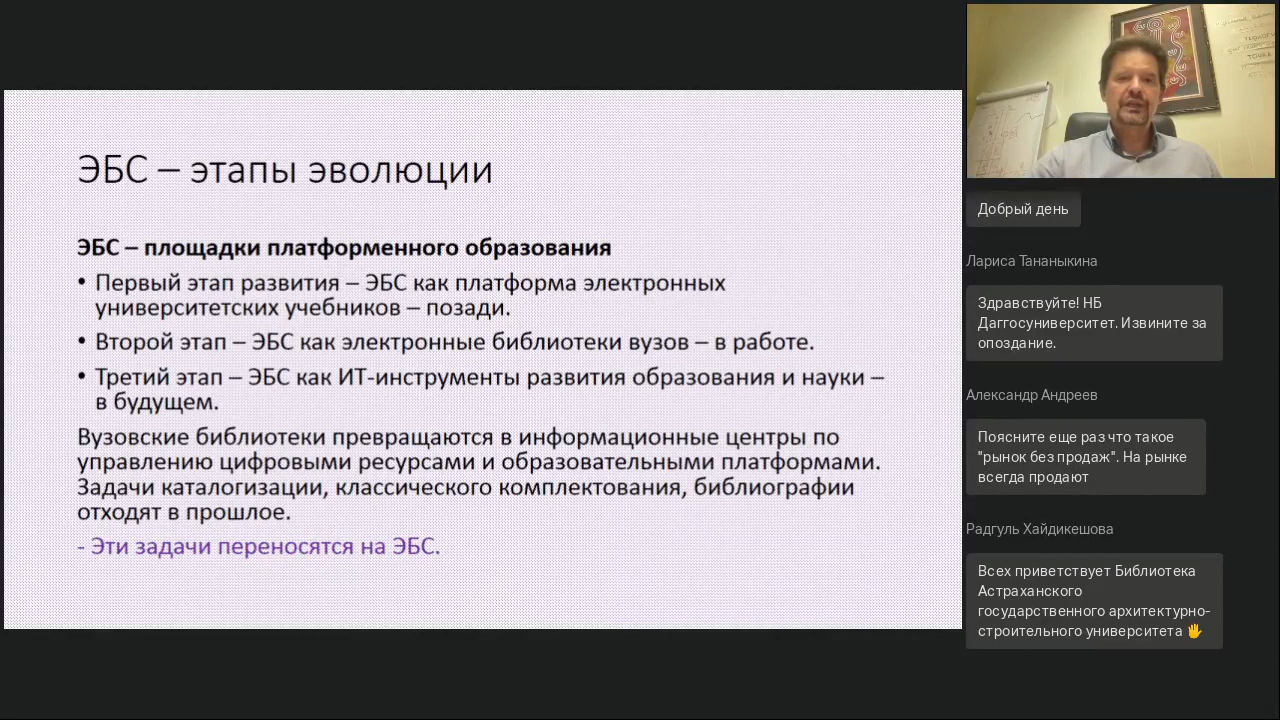 ЭБС – этапы эволюции
ЭБС – площадки платформенного образования
• Первый этап развития – ЭБС как платформа электронных
университетских учебников – позади.
• Второй этап – ЭБС как электронные библиотеки вузов – в работе.
• Третий этап – ЭБС как ИТ-инструменты развития образования и науки –
в будущем.
Вузовские библиотеки превращаются в информационные центры по
управлению цифровыми ресурсами и образовательными платформами.
Задачи каталогизации, классического комплектования, библиографии
отходят в прошлое.
- Эти задачи переносятся на ЭБС.
Добрый день
Лариса Тананыкина
Здравствуйте! НБ
Даггосуниверситет. Извините за
опоздание.
Александр Андреев
Поясните еще раз что такое
"рынок без продаж". На рынке
всегда продают
Радгуль Хайдикешова
Всех приветствует Библиотека
Астраханского
государственного архитектурно-
строительного университета 🖐